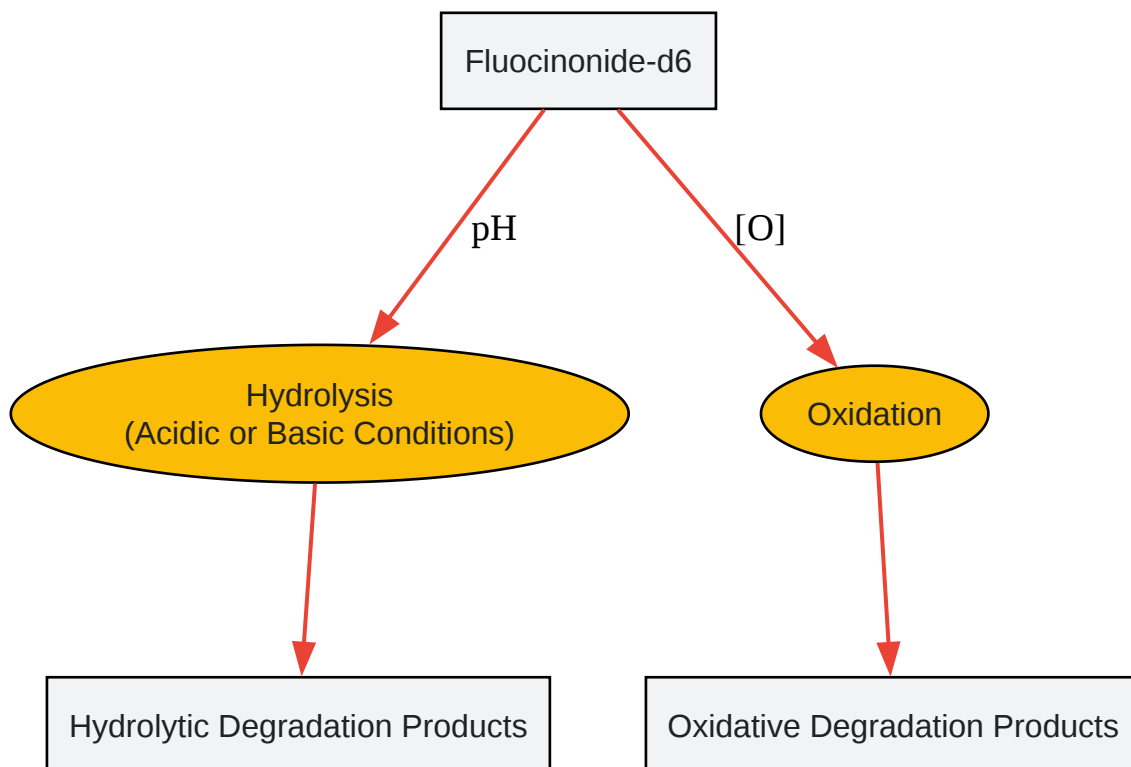 Fluocinonide-d6
pH
[O]
Hydrolysis
(Acidic or Basic Conditions)
Oxidation
Hydrolytic Degradation Products
Oxidative Degradation Products